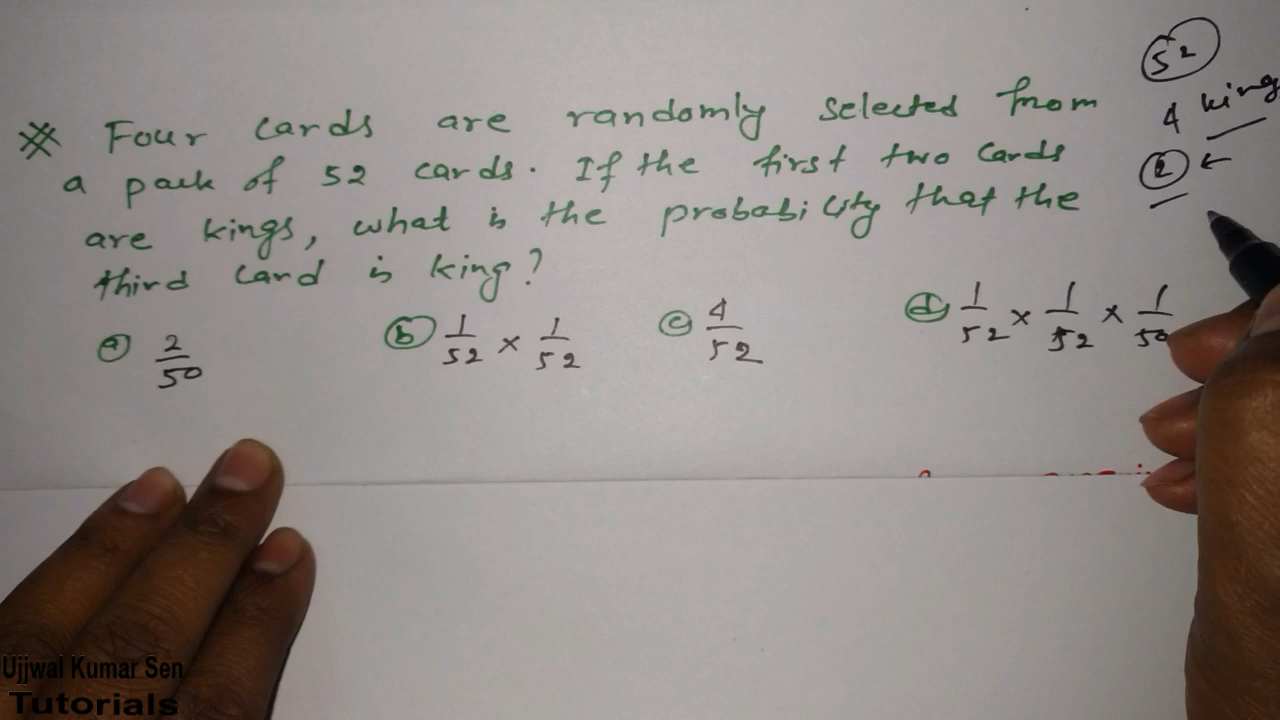 ※ Four cards are randomly selected from
a pack of 52 cards. If the first two cards
are kings, what is the probability that the
third card is king?
ⓐ 2/50 ⓑ 1/52 × 1/52 ⓒ 4/52 ⓓ 1/52 × 1/52 × 1/50
52
4 king
2 ←
Ujjwal Kumar Sen
Tutorials